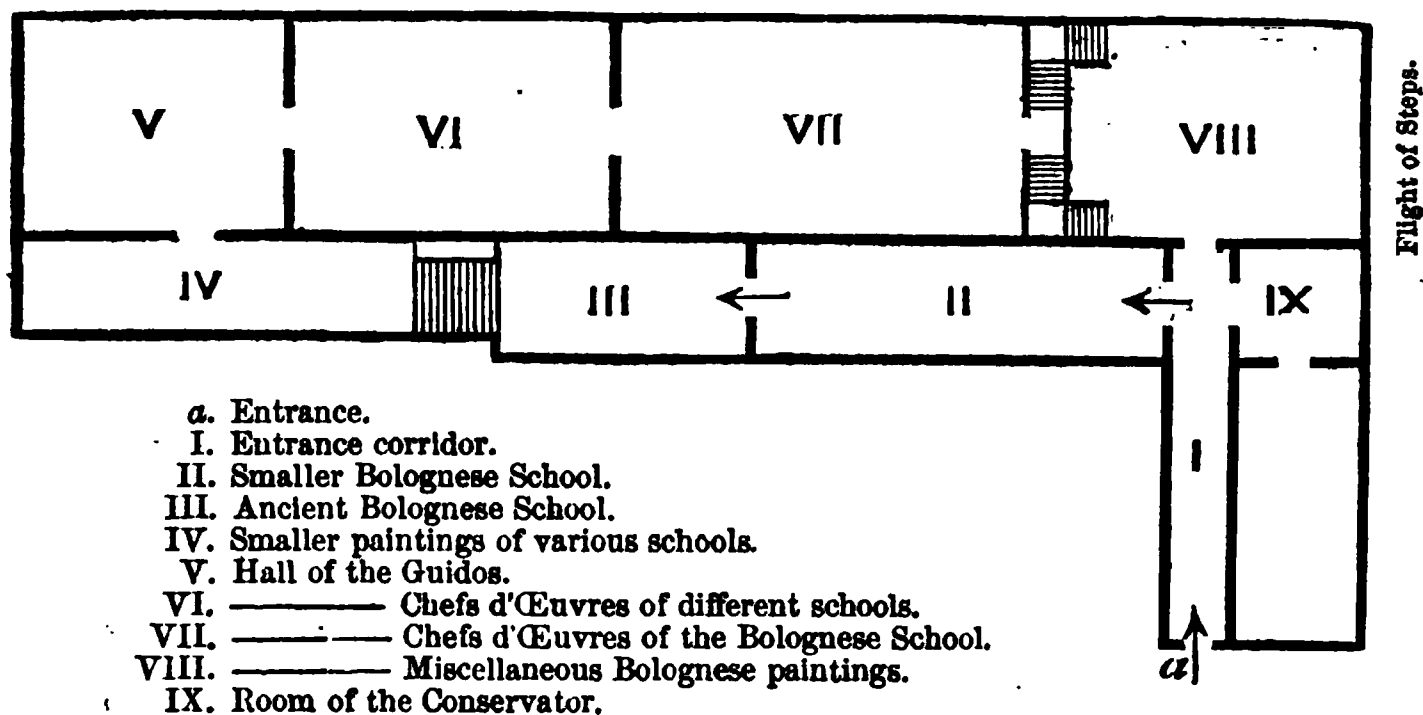 V VI VII VIII
Flight of Steps.
IV III II IX
I
a
a. Entrance.
I. Entrance corridor.
II. Smaller Bolognese School.
III. Ancient Bolognese School.
IV. Smaller paintings of various schools.
V. Hall of the Guidos.
VI. ——— Chefs d'Œuvres of different schools.
VII. ——— Chefs d'Œuvres of the Bolognese School.
VIII. ——— Miscellaneous Bolognese paintings.
IX. Room of the Conservator.